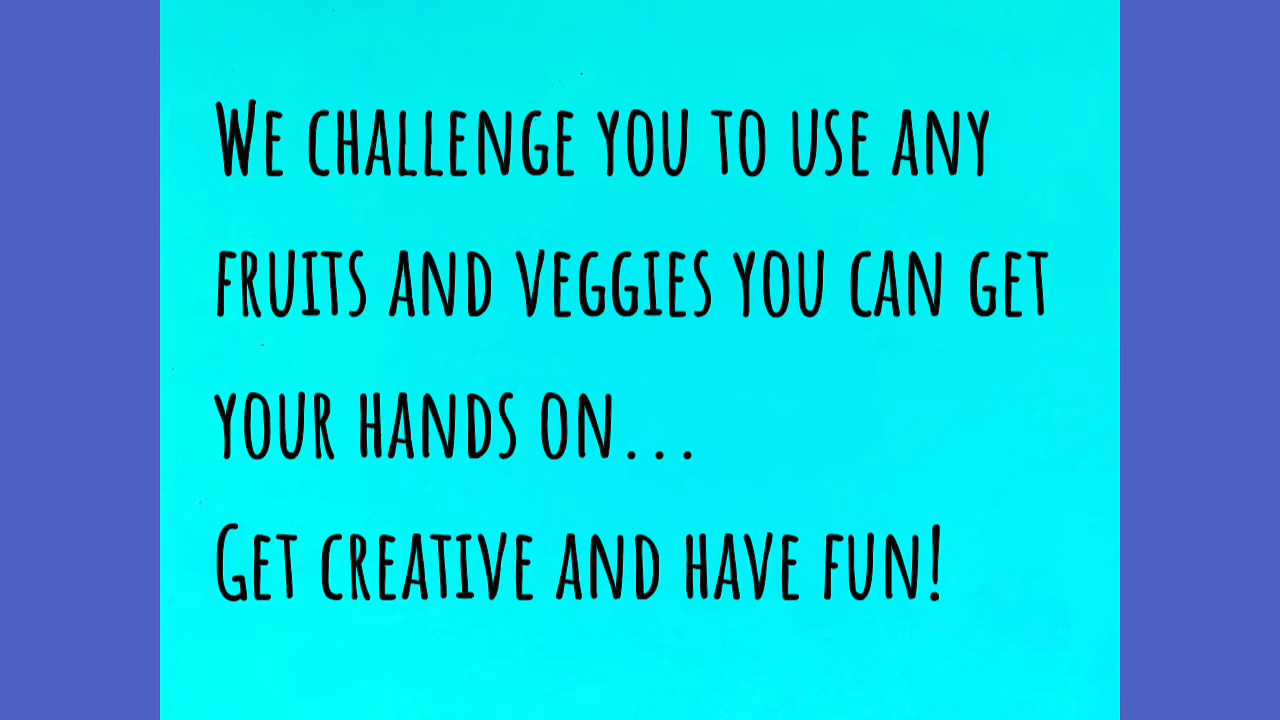 We challenge you to use any
fruits and veggies you can get
your hands on...
Get creative and have fun!